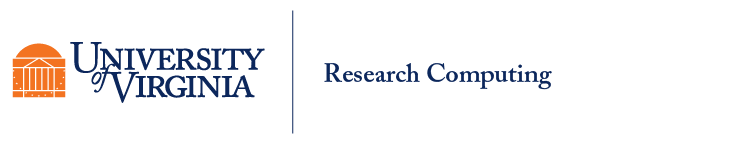 UNIVERSITY
of VIRGINIA
Research Computing